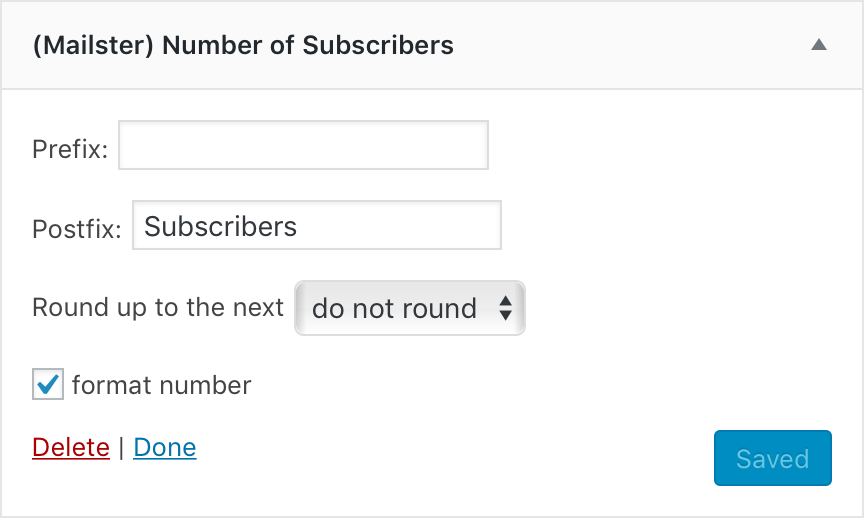 (Mailster) Number of Subscribers
Prefix:
Postfix: Subscribers
Round up to the next do not round
format number
Delete | Done
Saved